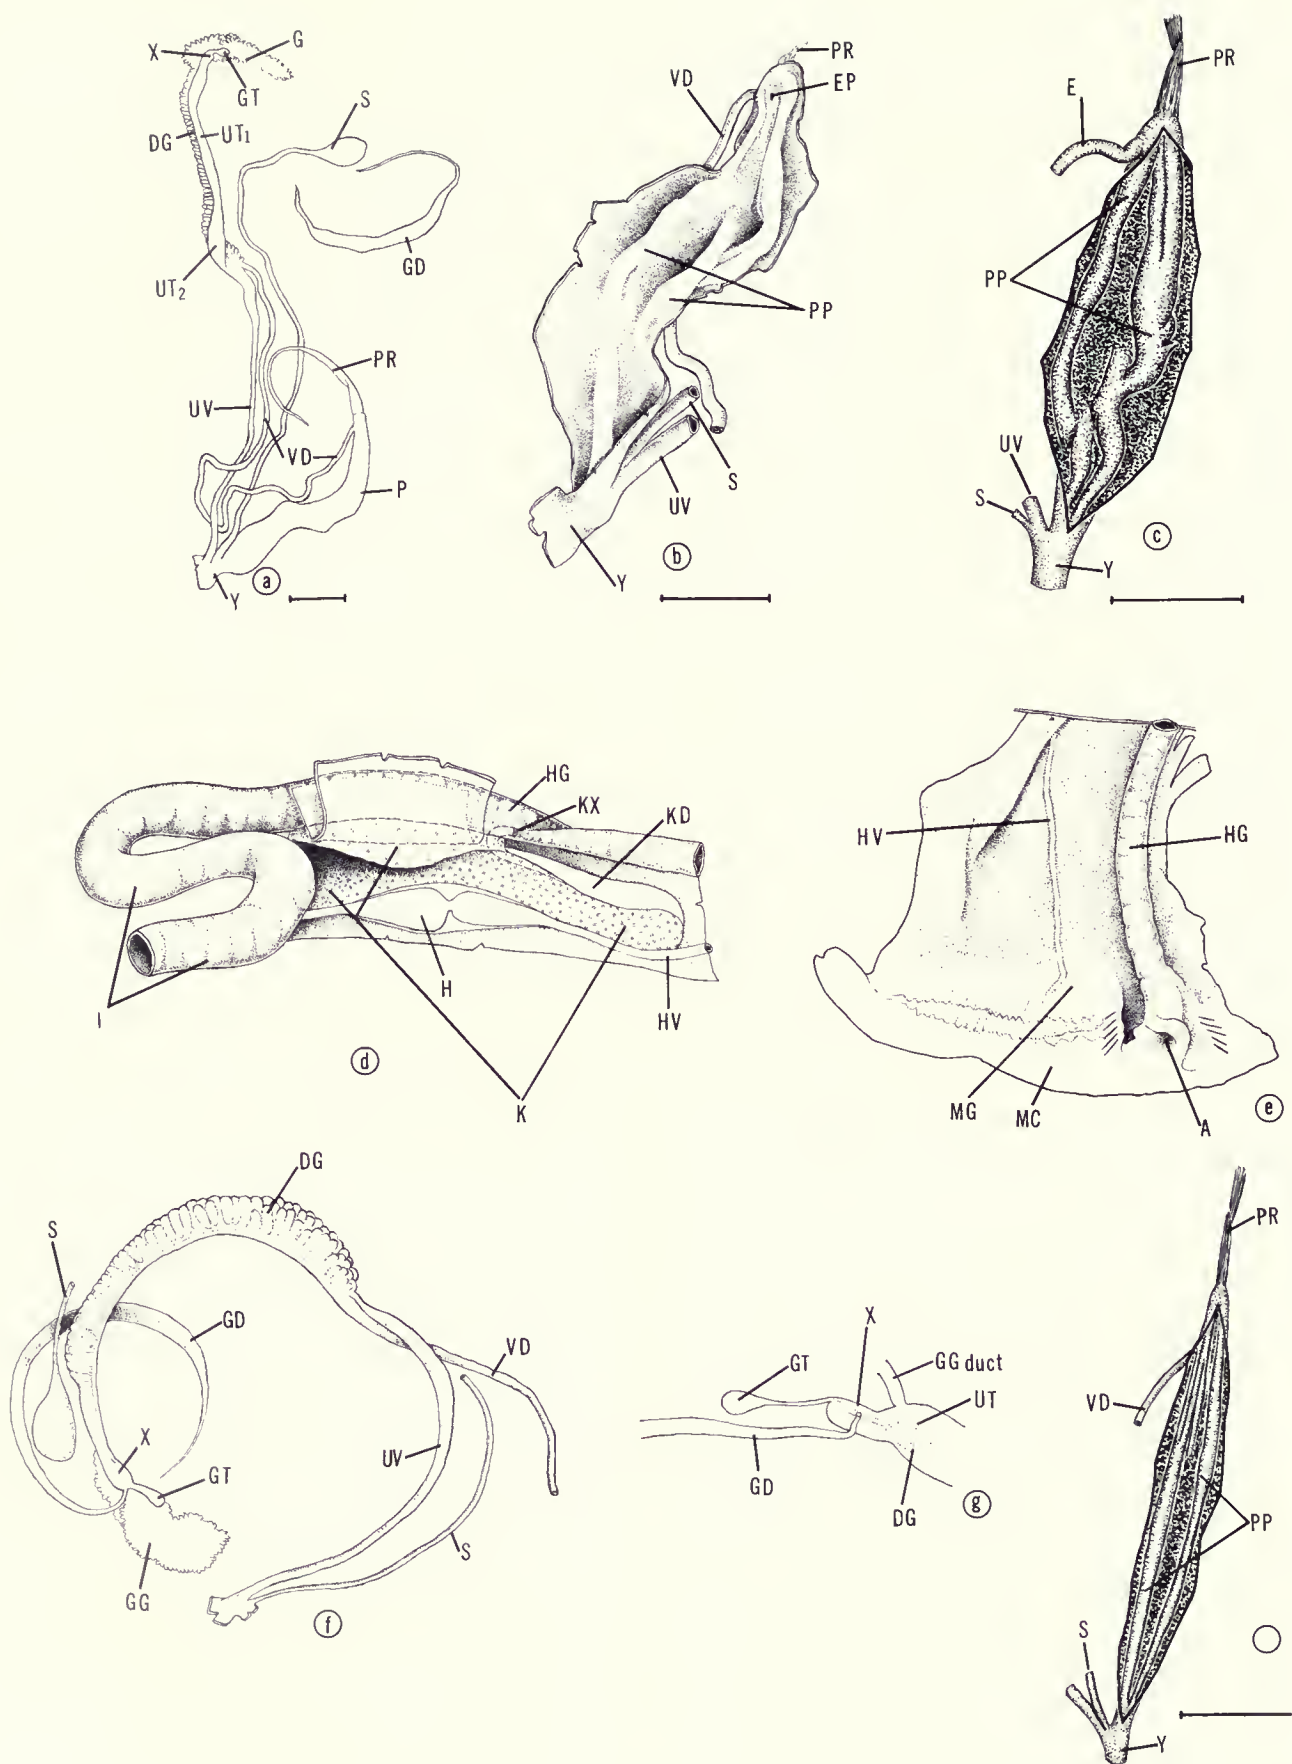 X
G
GT
S
DG
UT1
GD
UT2
PR
UV
VD
P
Y
a
PR
VD
EP
PP
S
UV
Y
b
PR
E
PP
UV
S
Y
c
HG
KX
KD
I
H
HV
K
d
HV
HG
MG
MC
A
e
DG
S
GD
VD
X
GT
UV
S
GG
f
X
GT
GG duct
UT
GD
DG
g
PR
VD
PP
S
Y